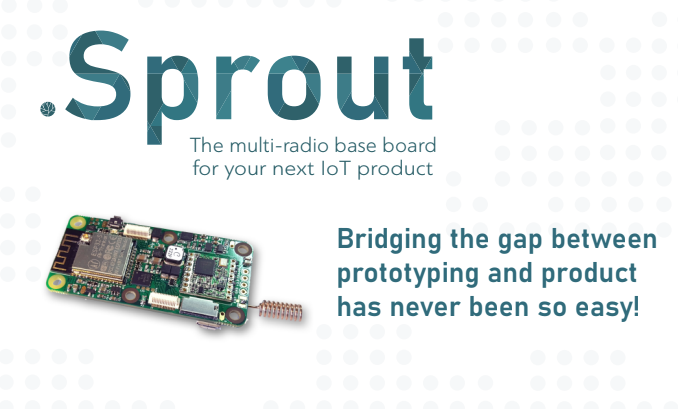 .Sprout
The multi-radio base board
for your next IoT product
Bridging the gap between
prototyping and product
has never been so easy!